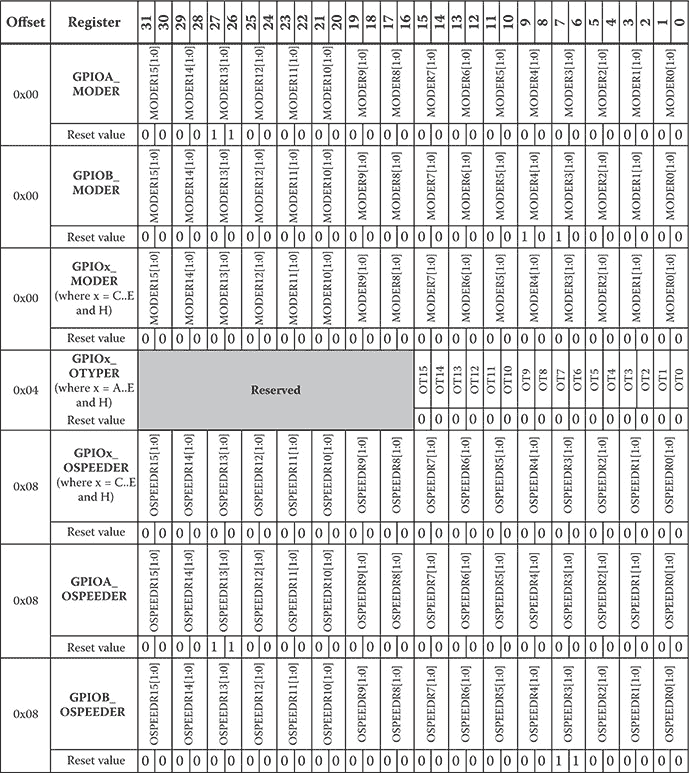 Offset Register 31 30 29 28 27 26 25 24 23 22 21 20 19 18 17 16 15 14 13 12 11 10 9 8 7 6 5 4 3 2 1 0
0x00 GPIOA_ MODER15[1:0] MODER14[1:0] MODER13[1:0] MODER12[1:0] MODER11[1:0] MODER10[1:0] MODER9[1:0] MODER8[1:0] MODER7[1:0] MODER6[1:0] MODER5[1:0] MODER4[1:0] MODER3[1:0] MODER2[1:0] MODER1[1:0] MODER0[1:0]
MODER
Reset value 0 0 0 0 1 1 0 0 0 0 0 0 0 0 0 0 0 0 0 0 0 0 0 0 0 0 0 0 0 0 0 0
0x00 GPIOB_ MODER15[1:0] MODER14[1:0] MODER13[1:0] MODER12[1:0] MODER11[1:0] MODER10[1:0] MODER9[1:0] MODER8[1:0] MODER7[1:0] MODER6[1:0] MODER5[1:0] MODER4[1:0] MODER3[1:0] MODER2[1:0] MODER1[1:0] MODER0[1:0]
MODER
Reset value 0 0 0 0 0 0 0 0 0 0 0 0 0 0 0 0 0 0 0 0 0 0 1 0 1 0 0 0 0 0 0 0
0x00 GPIOx_ MODER15[1:0] MODER14[1:0] MODER13[1:0] MODER12[1:0] MODER11[1:0] MODER10[1:0] MODER9[1:0] MODER8[1:0] MODER7[1:0] MODER6[1:0] MODER5[1:0] MODER4[1:0] MODER3[1:0] MODER2[1:0] MODER1[1:0] MODER0[1:0]
MODER
(where x = C..E
and H)
Reset value 0 0 0 0 0 0 0 0 0 0 0 0 0 0 0 0 0 0 0 0 0 0 0 0 0 0 0 0 0 0 0 0
0x04 GPIOx_ Reserved OT15 OT14 OT13 OT12 OT11 OT10 OT9 OT8 OT7 OT6 OT5 OT4 OT3 OT2 OT1 OT0
OTYPER
(where x = A..E
and H)
Reset value 0 0 0 0 0 0 0 0 0 0 0 0 0 0 0 0
0x08 GPIOx_ OSPEEDR15[1:0] OSPEEDR14[1:0] OSPEEDR13[1:0] OSPEEDR12[1:0] OSPEEDR11[1:0] OSPEEDR10[1:0] OSPEEDR9[1:0] OSPEEDR8[1:0] OSPEEDR7[1:0] OSPEEDR6[1:0] OSPEEDR5[1:0] OSPEEDR4[1:0] OSPEEDR3[1:0] OSPEEDR2[1:0] OSPEEDR1[1:0] OSPEEDR0[1:0]
OSPEEDER
(where x = C..E
and H)
Reset value 0 0 0 0 0 0 0 0 0 0 0 0 0 0 0 0 0 0 0 0 0 0 0 0 0 0 0 0 0 0 0 0
0x08 GPIOA_ OSPEEDR15[1:0] OSPEEDR14[1:0] OSPEEDR13[1:0] OSPEEDR12[1:0] OSPEEDR11[1:0] OSPEEDR10[1:0] OSPEEDR9[1:0] OSPEEDR8[1:0] OSPEEDR7[1:0] OSPEEDR6[1:0] OSPEEDR5[1:0] OSPEEDR4[1:0] OSPEEDR3[1:0] OSPEEDR2[1:0] OSPEEDR1[1:0] OSPEEDR0[1:0]
OSPEEDER
Reset value 0 0 0 0 1 1 0 0 0 0 0 0 0 0 0 0 0 0 0 0 0 0 0 0 0 0 0 0 0 0 0 0
0x08 GPIOB_ OSPEEDR15[1:0] OSPEEDR14[1:0] OSPEEDR13[1:0] OSPEEDR12[1:0] OSPEEDR11[1:0] OSPEEDR10[1:0] OSPEEDR9[1:0] OSPEEDR8[1:0] OSPEEDR7[1:0] OSPEEDR6[1:0] OSPEEDR5[1:0] OSPEEDR4[1:0] OSPEEDR3[1:0] OSPEEDR2[1:0] OSPEEDR1[1:0] OSPEEDR0[1:0]
OSPEEDER
Reset value 0 0 0 0 0 0 0 0 0 0 0 0 0 0 0 0 0 0 0 0 0 0 0 0 1 1 0 0 0 0 0 0